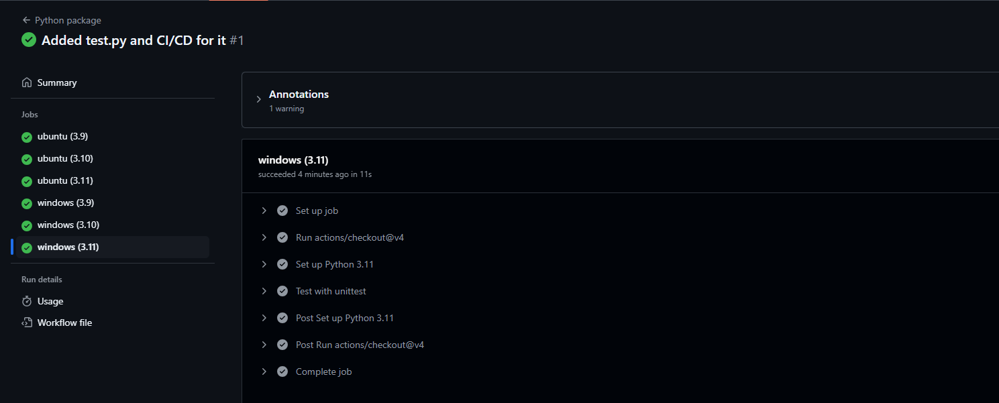 Python package
Added test.py and CI/CD for it #1
Summary
Jobs
ubuntu (3.9)
ubuntu (3.10)
ubuntu (3.11)
windows (3.9)
windows (3.10)
windows (3.11)
Run details
Usage
Workflow file
Annotations
1 warning
windows (3.11)
succeeded 4 minutes ago in 11s
Set up job
Run actions/checkout@v4
Set up Python 3.11
Test with unittest
Post Set up Python 3.11
Post Run actions/checkout@v4
Complete job